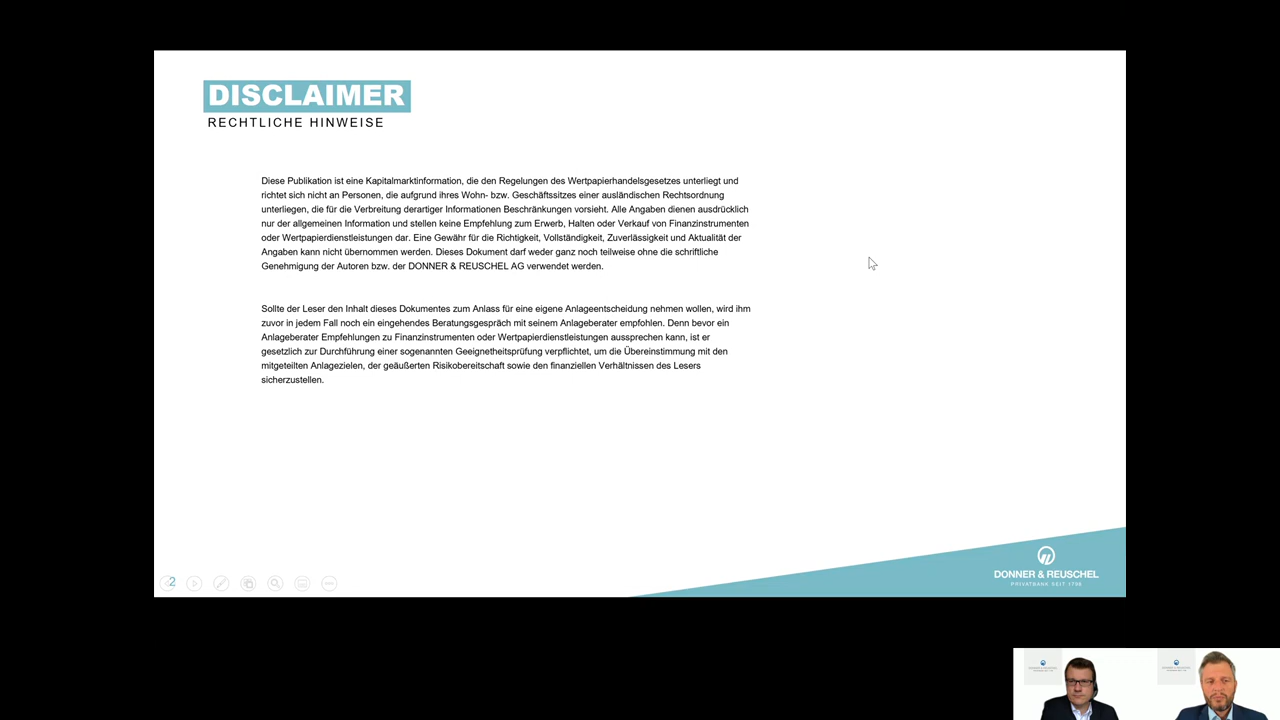 DISCLAIMER
RECHTLICHE HINWEISE
Diese Publikation ist eine Kapitalmarktinformation, die den Regelungen des Wertpapierhandelsgesetzes unterliegt und
richtet sich nicht an Personen, die aufgrund ihres Wohn- bzw. Geschäftssitzes einer ausländischen Rechtsordnung
unterliegen, die für die Verbreitung derartiger Informationen Beschränkungen vorsieht. Alle Angaben dienen ausdrücklich
nur der allgemeinen Information und stellen keine Empfehlung zum Erwerb, Halten oder Verkauf von Finanzinstrumenten
oder Wertpapierdienstleistungen dar. Eine Gewähr für die Richtigkeit, Vollständigkeit, Zuverlässigkeit und Aktualität der
Angaben kann nicht übernommen werden. Dieses Dokument darf weder ganz noch teilweise ohne die schriftliche
Genehmigung der Autoren bzw. der DONNER & REUSCHEL AG verwendet werden.
Sollte der Leser den Inhalt dieses Dokumentes zum Anlass für eine eigene Anlageentscheidung nehmen wollen, wird ihm
zuvor in jedem Fall noch ein eingehendes Beratungsgespräch mit seinem Anlageberater empfohlen. Denn bevor ein
Anlageberater Empfehlungen zu Finanzinstrumenten oder Wertpapierdienstleistungen aussprechen kann, ist er
gesetzlich zur Durchführung einer sogenannten Geeignetheitsprüfung verpflichtet, um die Übereinstimmung mit den
mitgeteilten Anlagezielen, der geäußerten Risikobereitschaft sowie den finanziellen Verhältnissen des Lesers
sicherzustellen.
2
DONNER & REUSCHEL
PRIVATBANK SEIT 1798